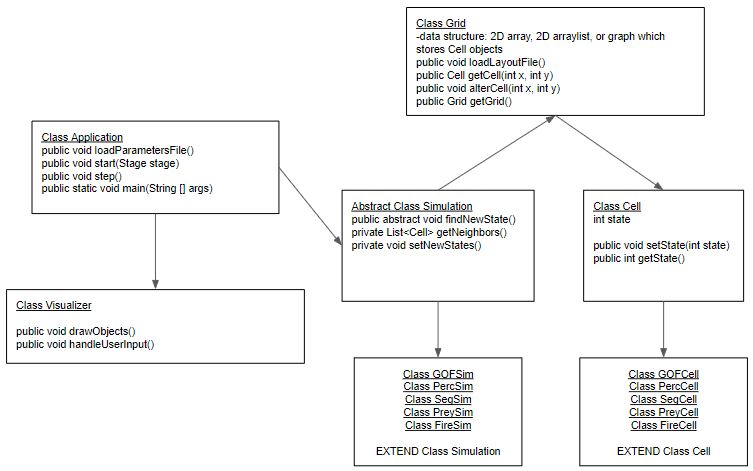 Class Grid
-data structure: 2D array, 2D arraylist, or graph which
stores Cell objects
public void loadLayoutFile()
public Cell getCell(int x, int y)
public void alterCell(int x, int y)
public Grid getGrid()
Class Application
public void loadParametersFile()
public void start(Stage stage)
public void step()
public static void main(String [] args)
Abstract Class Simulation
public abstract void findNewState()
private List<Cell> getNeighbors()
private void setNewStates()
Class Cell
int state
public void setState(int state)
public int getState()
Class Visualizer
public void drawObjects()
public void handleUserInput()
Class GOFSim
Class PercSim
Class SegSim
Class PreySim
Class FireSim
EXTEND Class Simulation
Class GOFCell
Class PercCell
Class SegCell
Class PreyCell
Class FireCell
EXTEND Class Cell